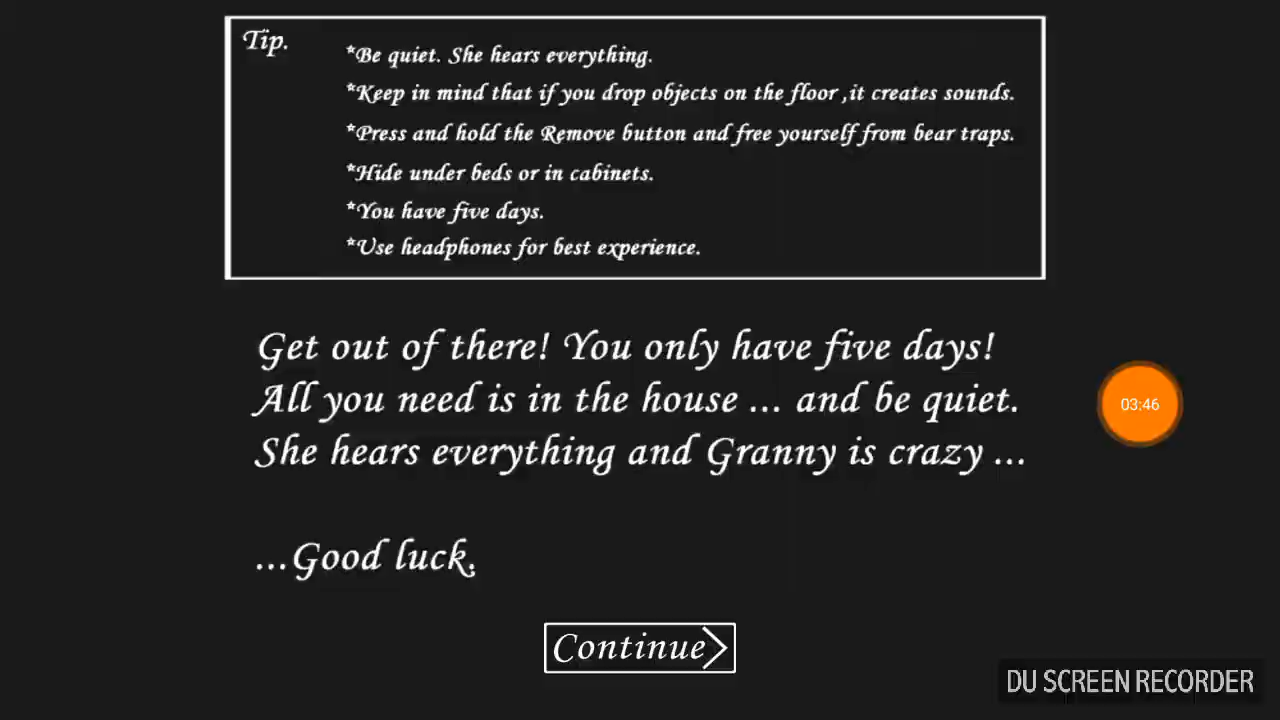 Tip.
*Be quiet. She hears everything.
*Keep in mind that if you drop objects on the floor ,it creates sounds.
*Press and hold the Remove button and free yourself from bear traps.
*Hide under beds or in cabinets.
*You have five days.
*Use headphones for best experience.
Get out of there! You only have five days!
All you need is in the house ... and be quiet.
She hears everything and Granny is crazy ...
...Good luck.
Continue>
03:46
DU SCREEN RECORDER